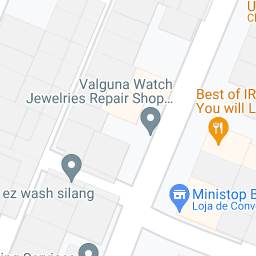 Valguna Watch
Jewelries Repair Shop...
Best of IR
You will L
ez wash silang
Ministop B
Loja de Conv